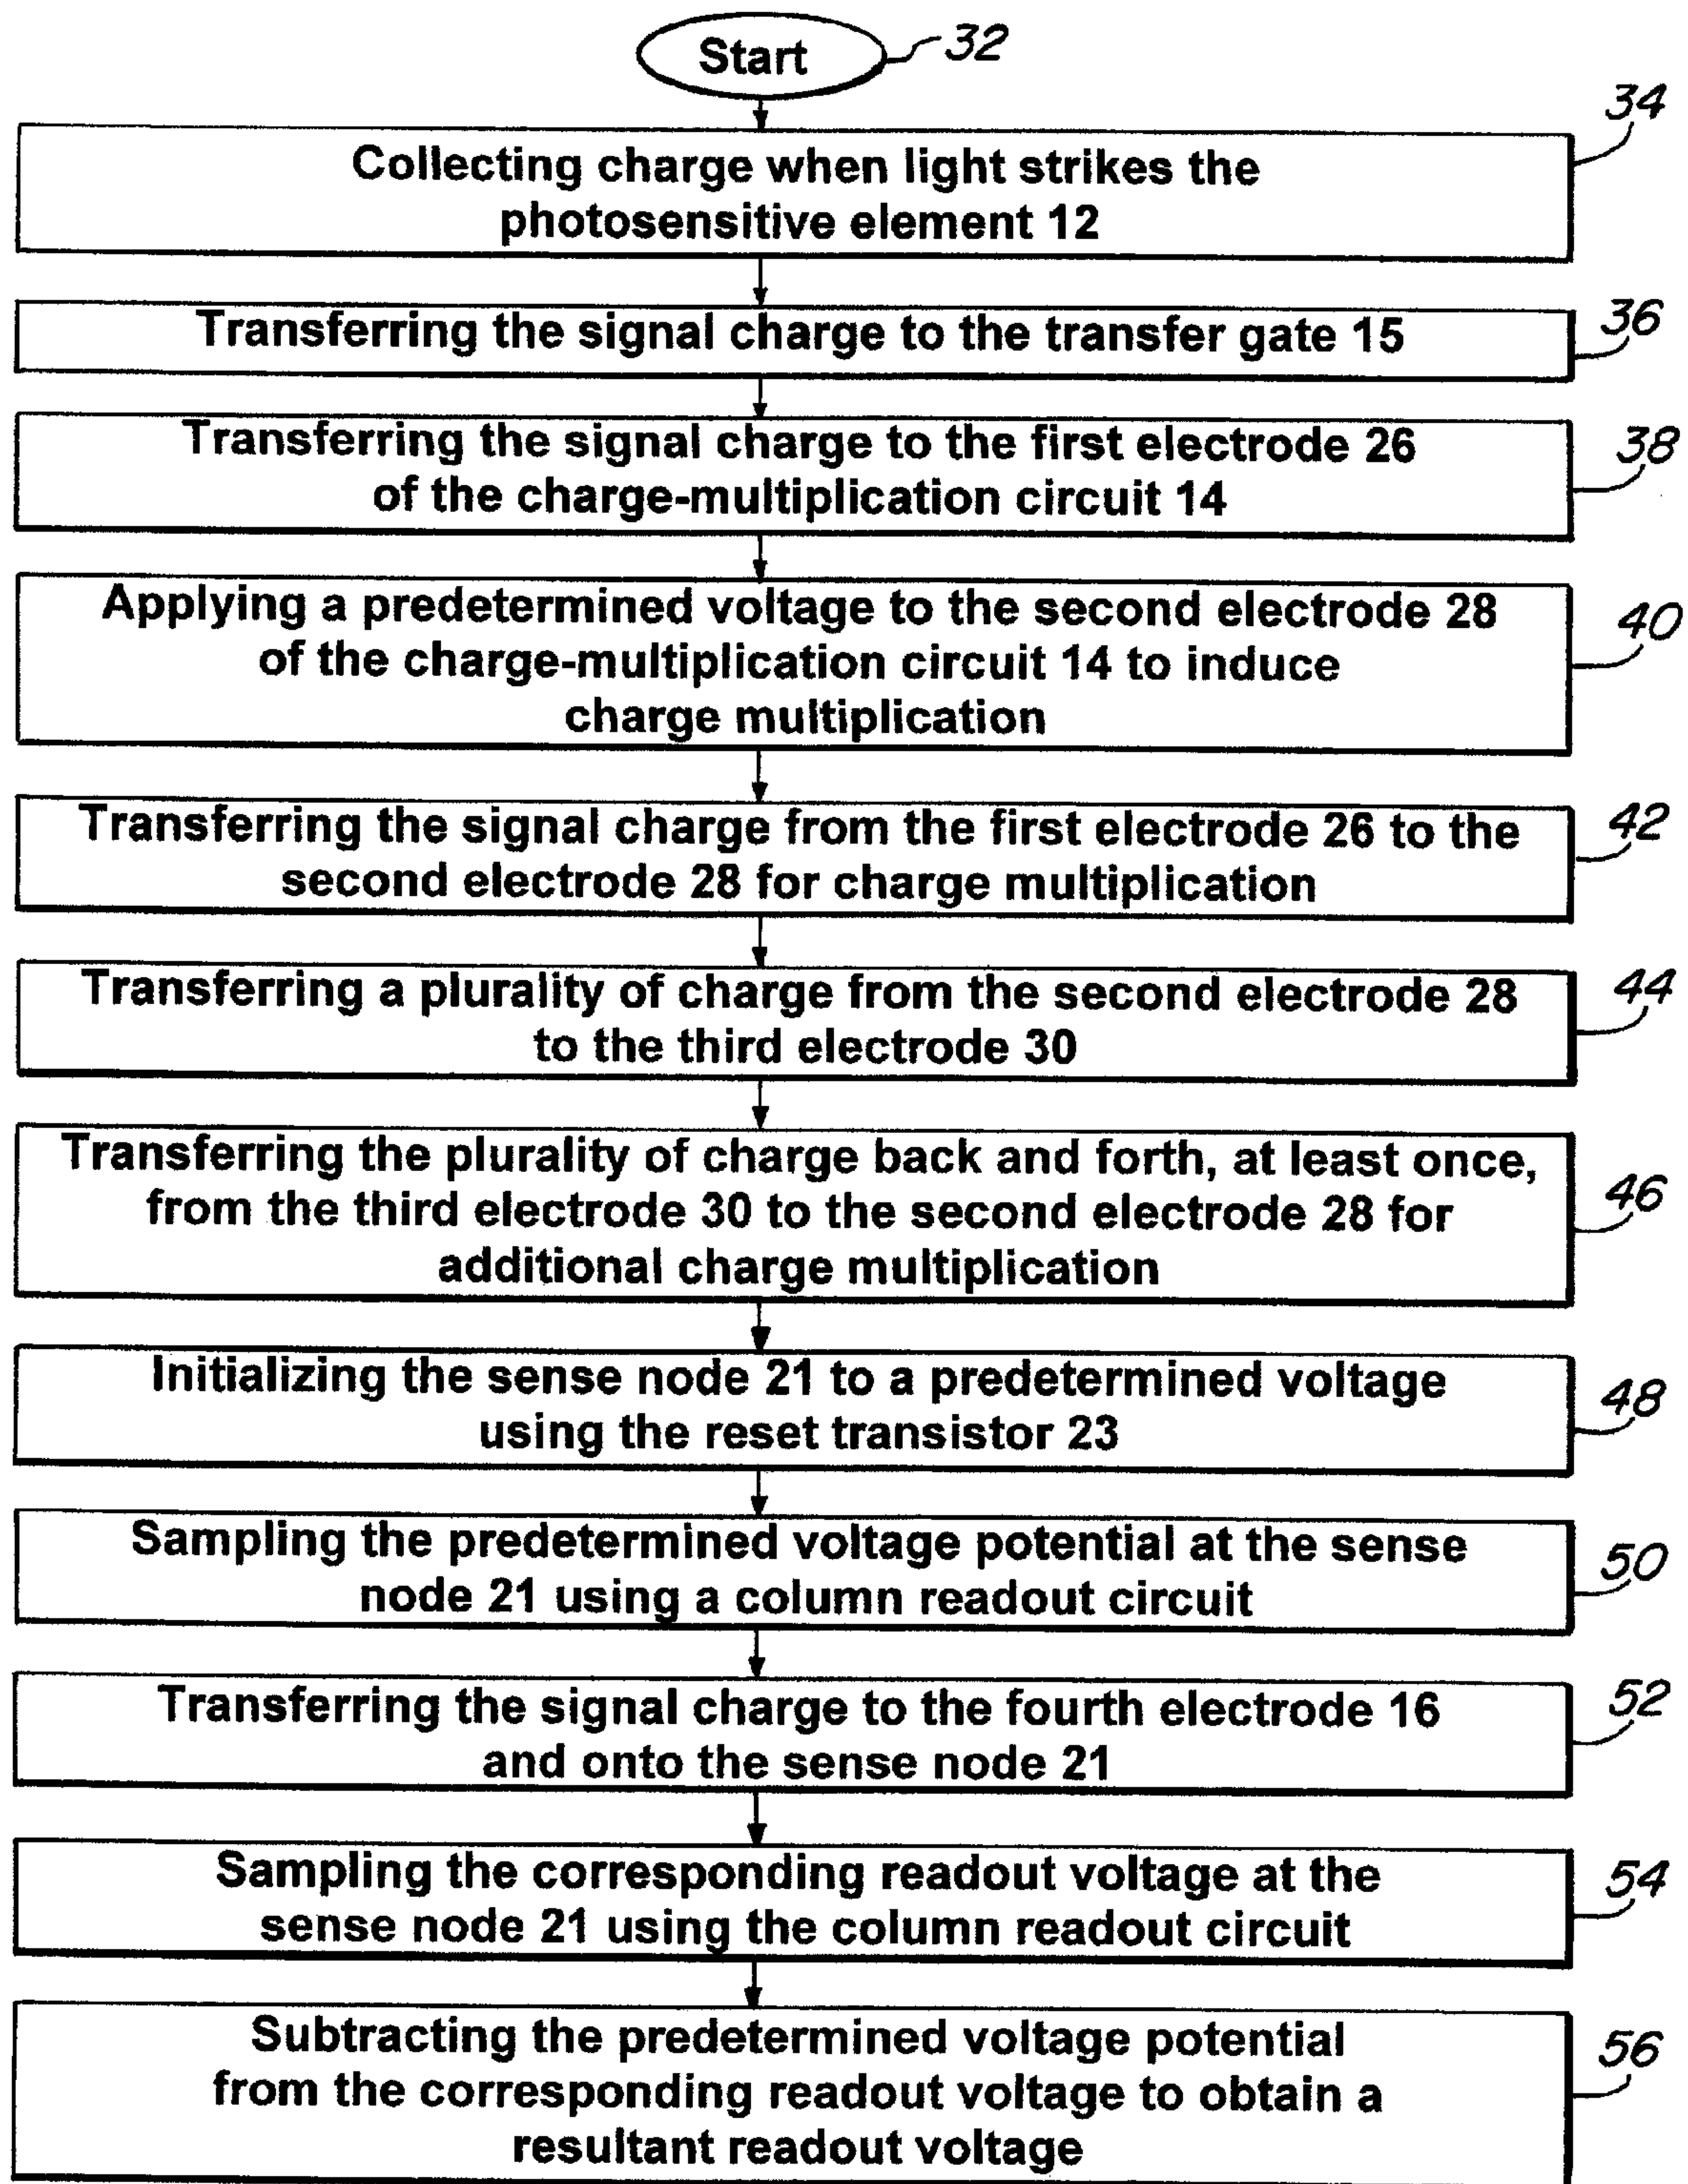 Start
32
34
Collecting charge when light strikes the
photosensitive element 12
36
Transferring the signal charge to the transfer gate 15
38
Transferring the signal charge to the first electrode 26
of the charge-multiplication circuit 14
40
Applying a predetermined voltage to the second electrode 28
of the charge-multiplication circuit 14 to induce
charge multiplication
42
Transferring the signal charge from the first electrode 26 to the
second electrode 28 for charge multiplication
44
Transferring a plurality of charge from the second electrode 28
to the third electrode 30
46
Transferring the plurality of charge back and forth, at least once,
from the third electrode 30 to the second electrode 28 for
additional charge multiplication
48
Initializing the sense node 21 to a predetermined voltage
using the reset transistor 23
50
Sampling the predetermined voltage potential at the sense
node 21 using a column readout circuit
52
Transferring the signal charge to the fourth electrode 16
and onto the sense node 21
54
Sampling the corresponding readout voltage at the
sense node 21 using the column readout circuit
56
Subtracting the predetermined voltage potential
from the corresponding readout voltage to obtain a
resultant readout voltage